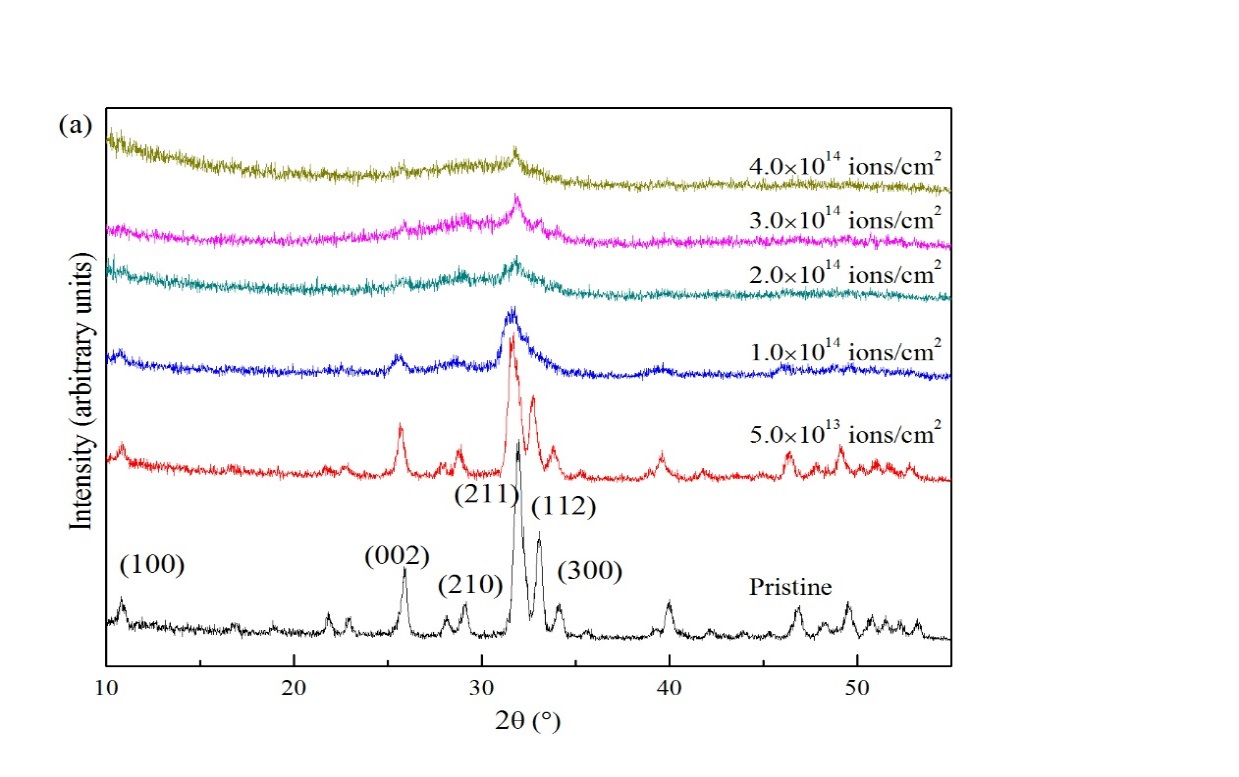 (a)
4.0×10¹⁴ ions/cm²
3.0×10¹⁴ ions/cm²
2.0×10¹⁴ ions/cm²
1.0×10¹⁴ ions/cm²
5.0×10¹³ ions/cm²
Intensity (arbitrary units)
(211)
(112)
(100)
(002)
(210)
(300)
Pristine
10 20 30 40 50
2θ (°)